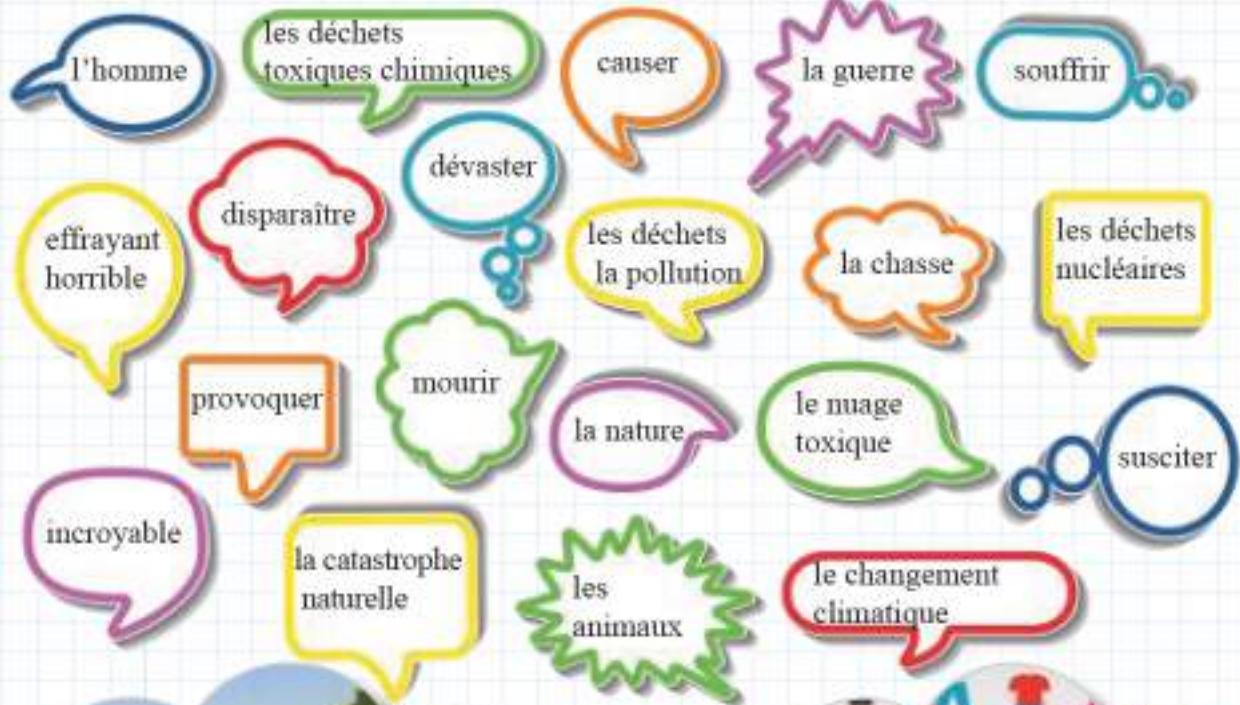 l'homme
les déchets
toxiques chimiques
causer
la guerre
souffrir
dévaster
disparaître
effrayant
horrible
les déchets
la pollution
la chasse
les déchets
nucléaires
provoquer
mourir
la nature
le nuage
toxique
susciter
incroyable
la catastrophe
naturelle
les
animaux
le changement
climatique